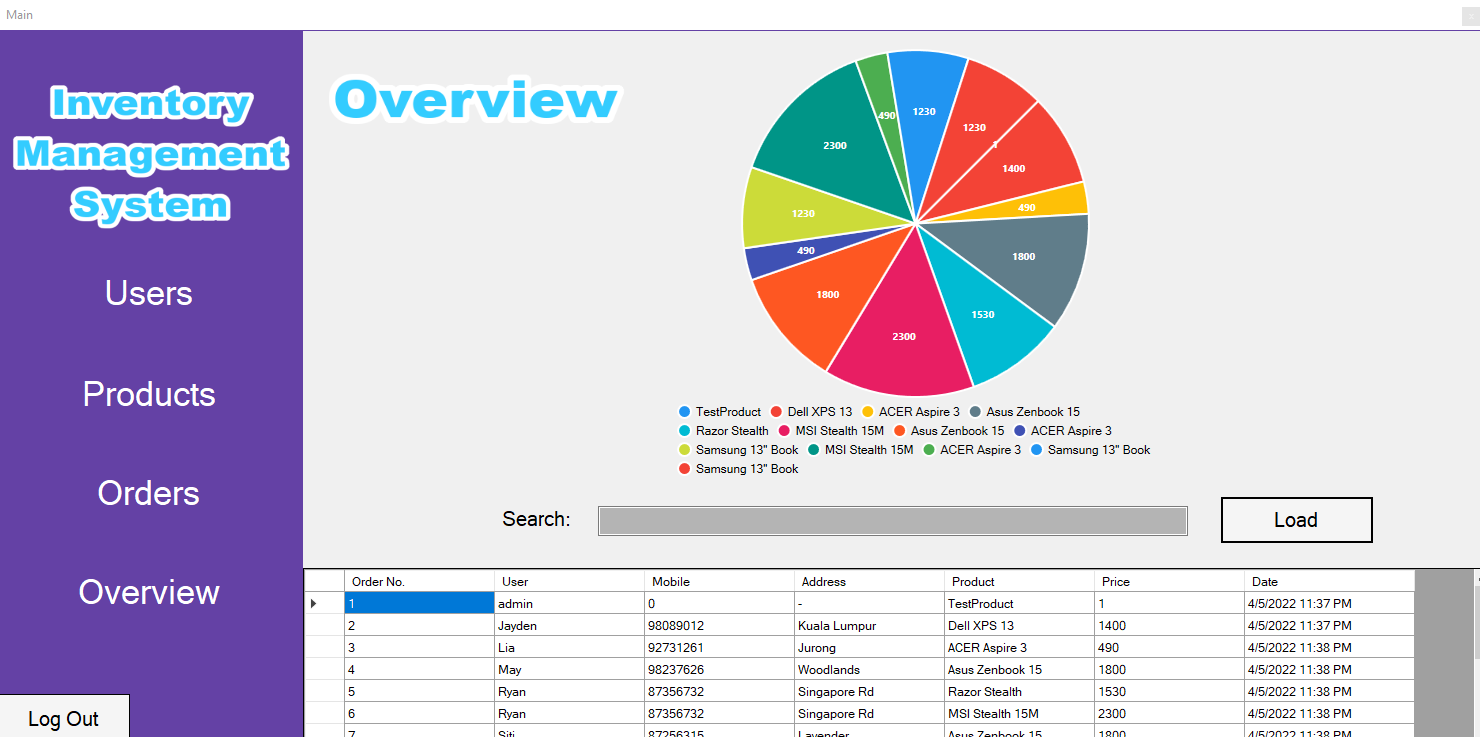 Main
Inventory
Management
System
Users
Products
Orders
Overview
Log Out
Overview
1230
1230
1
1400
490
1800
1530
2300
1800
490
1230
2300
490
TestProduct Dell XPS 13 ACER Aspire 3 Asus Zenbook 15
Razor Stealth MSI Stealth 15M Asus Zenbook 15 ACER Aspire 3
Samsung 13" Book MSI Stealth 15M ACER Aspire 3 Samsung 13" Book
Samsung 13" Book
Search: Load
Order No. User Mobile Address Product Price Date
1 admin 0 - TestProduct 1 4/5/2022 11:37 PM
2 Jayden 98089012 Kuala Lumpur Dell XPS 13 1400 4/5/2022 11:37 PM
3 Lia 92731261 Jurong ACER Aspire 3 490 4/5/2022 11:38 PM
4 May 98237626 Woodlands Asus Zenbook 15 1800 4/5/2022 11:38 PM
5 Ryan 87356732 Singapore Rd Razor Stealth 1530 4/5/2022 11:38 PM
6 Ryan 87356732 Singapore Rd MSI Stealth 15M 2300 4/5/2022 11:38 PM
7 Siti 87256315 Lavender Asus Zenbook 15 1800 4/5/2022 11:38 PM